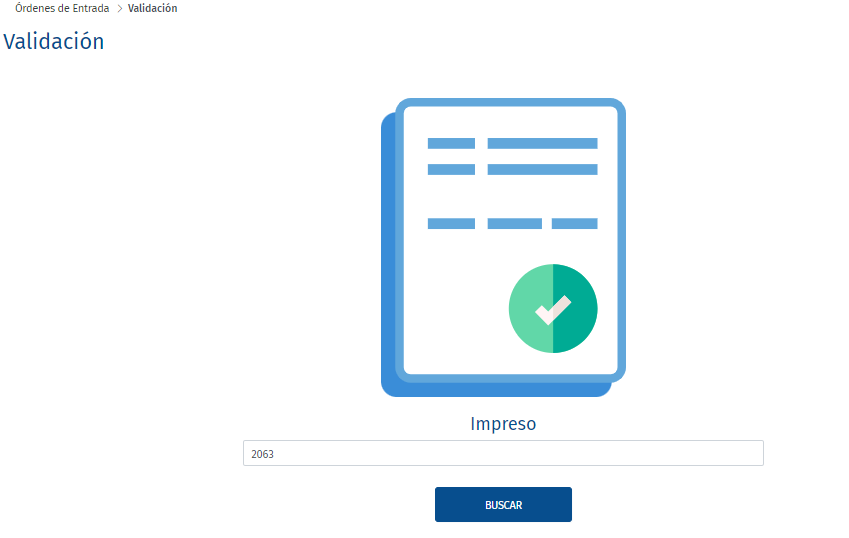 Órdenes de Entrada > Validación
Validación
Impreso
2063
BUSCAR